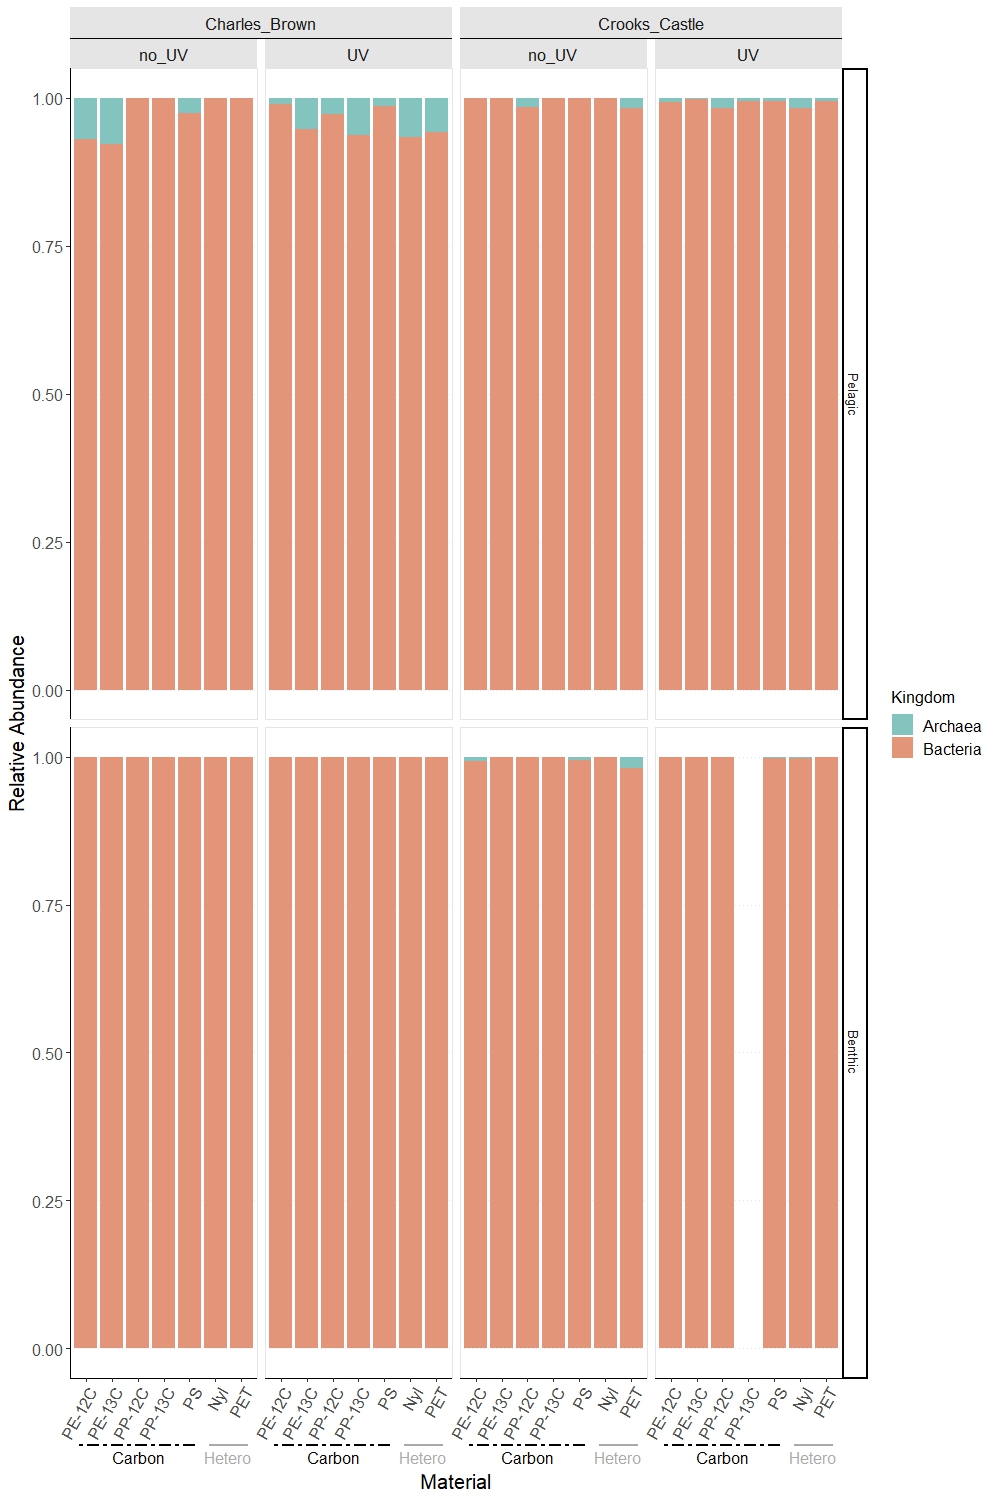 Charles_Brown Crooks_Castle
no_UV UV no_UV UV
1.00
0.75
0.50
0.25
0.00
Pelagic
Relative Abundance
1.00
0.75
0.50
0.25
0.00
Benthic
Kingdom
Archaea
Bacteria
PE-12C PE-13C PP-12C PP-13C PS Nyl PET PE-12C PE-13C PP-12C PP-13C PS Nyl PET PE-12C PE-13C PP-12C PP-13C PS Nyl PET PE-12C PE-13C PP-12C PP-13C PS Nyl PET
Carbon Hetero Carbon Hetero Carbon Hetero Carbon Hetero
Material